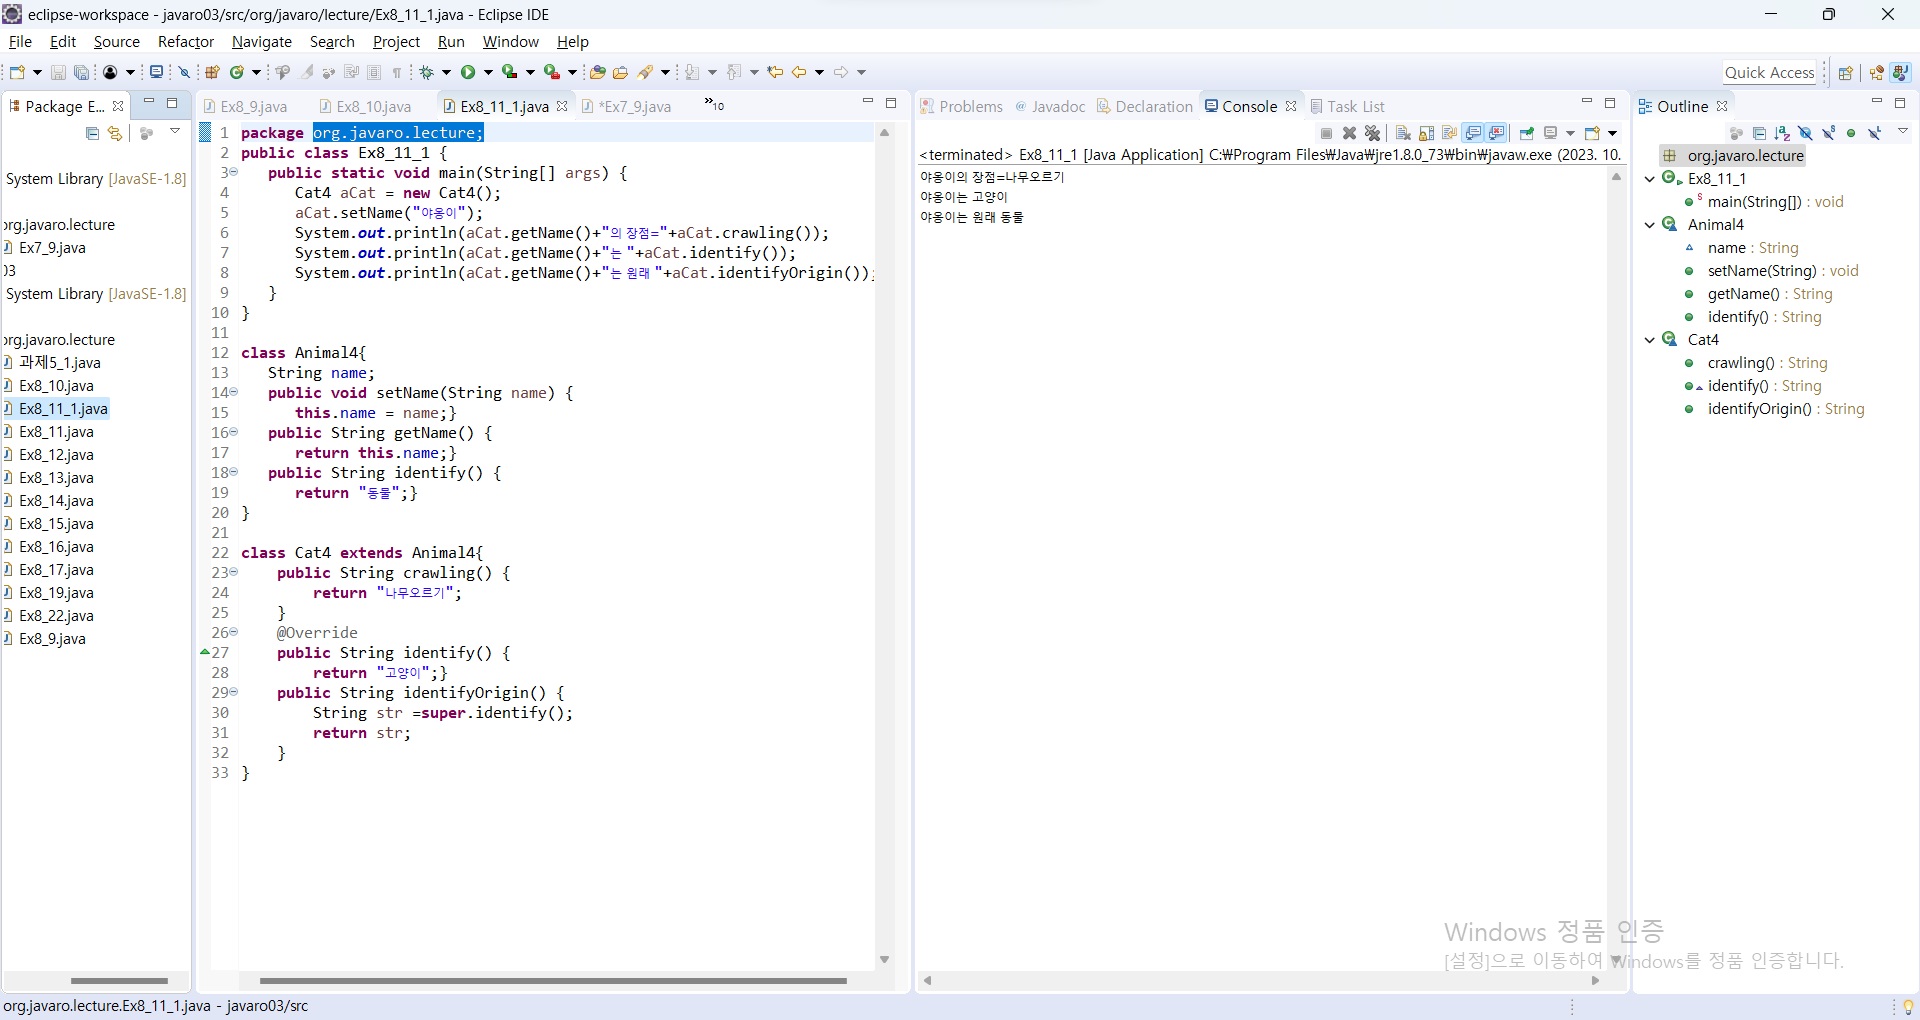 eclipse-workspace - javaro03/src/org/javaro/lecture/Ex8_11_1.java - Eclipse IDE
File Edit Source Refactor Navigate Search Project Run Window Help
Quick Access
Package E...
System Library [JavaSE-1.8]
org.javaro.lecture
Ex7_9.java
03
System Library [JavaSE-1.8]
org.javaro.lecture
과제5_1.java
Ex8_10.java
Ex8_11_1.java
Ex8_11.java
Ex8_12.java
Ex8_13.java
Ex8_14.java
Ex8_15.java
Ex8_16.java
Ex8_17.java
Ex8_19.java
Ex8_22.java
Ex8_9.java
Ex8_9.java Ex8_10.java Ex8_11_1.java *Ex7_9.java »10
1 package org.javaro.lecture;
2 public class Ex8_11_1 {
3 public static void main(String[] args) {
4 Cat4 aCat = new Cat4();
5 aCat.setName("야옹이");
6 System.out.println(aCat.getName()+"의 장점="+aCat.crawling());
7 System.out.println(aCat.getName()+"는 "+aCat.identify());
8 System.out.println(aCat.getName()+"는 원래 "+aCat.identifyOrigin());
9 }
10 }
11
12 class Animal4{
13 String name;
14 public void setName(String name) {
15 this.name = name;}
16 public String getName() {
17 return this.name;}
18 public String identify() {
19 return "동물";}
20 }
21
22 class Cat4 extends Animal4{
23 public String crawling() {
24 return "나무오르기";
25 }
26 @Override
27 public String identify() {
28 return "고양이";}
29 public String identifyOrigin() {
30 String str =super.identify();
31 return str;
32 }
33 }
Problems Javadoc Declaration Console Task List
<terminated> Ex8_11_1 [Java Application] C:₩Program Files₩Java₩jre1.8.0_73₩bin₩javaw.exe (2023. 10.
야옹이의 장점=나무오르기
야옹이는 고양이
야옹이는 원래 동물
Outline
org.javaro.lecture
Ex8_11_1
main(String[]) : void
Animal4
name : String
setName(String) : void
getName() : String
identify() : String
Cat4
crawling() : String
identify() : String
identifyOrigin() : String
Windows 정품 인증
[설정]으로 이동하여 Windows를 정품 인증합니다.
org.javaro.lecture.Ex8_11_1.java - javaro03/src